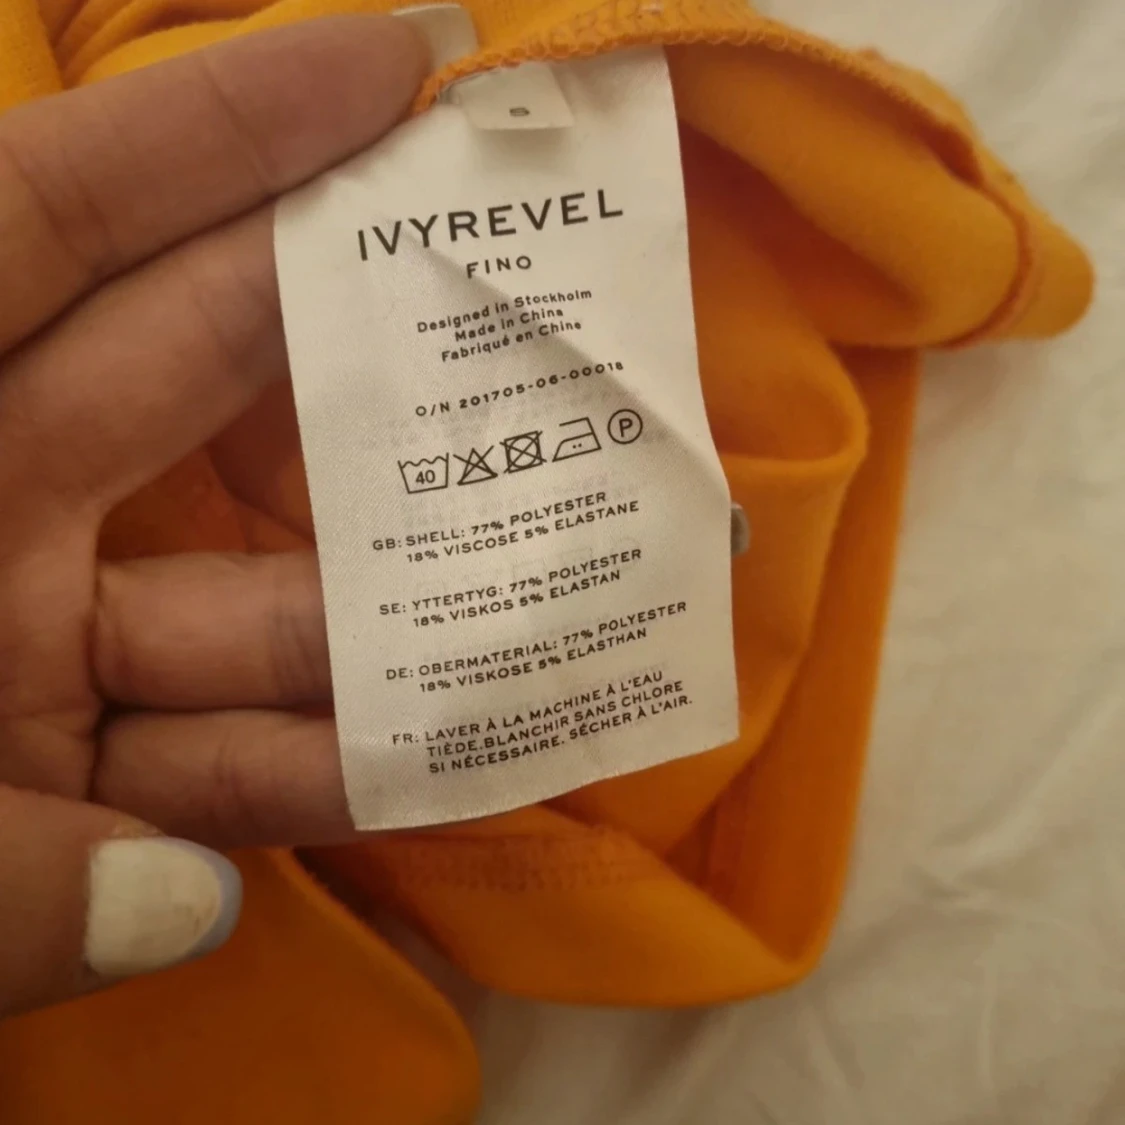 S
IVYREVEL
FINO
Designed in Stockholm
Made in China
Fabriqué en Chine
O/N 201705-06-00018
40 P
GB: SHELL: 77% POLYESTER
18% VISCOSE 5% ELASTANE
SE: YTTERTYG: 77% POLYESTER
18% VISKOS 5% ELASTAN
DE: OBERMATERIAL: 77% POLYESTER
18% VISKOSE 5% ELASTHAN
FR: LAVER À LA MACHINE À L'EAU
TIÈDE.BLANCHIR SANS CHLORE
SI NÉCESSAIRE. SÉCHER À L'AIR.